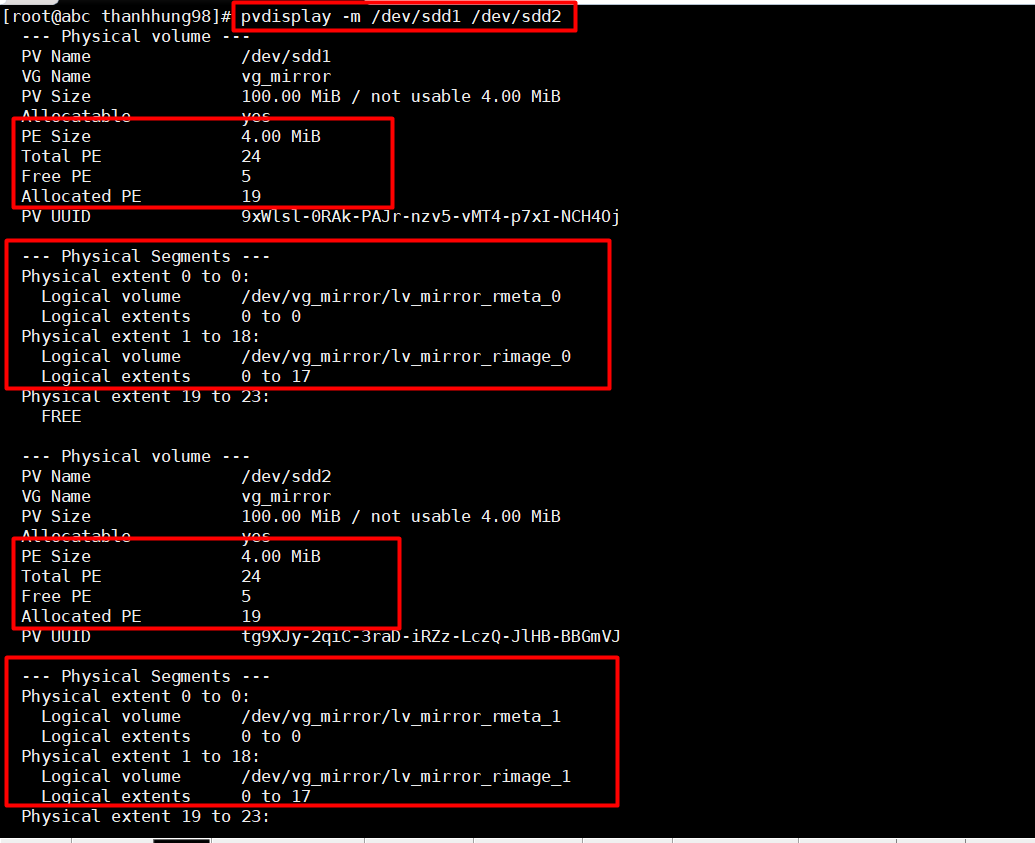 [root@abc thanhhung98]# pvdisplay -m /dev/sdd1 /dev/sdd2
  --- Physical volume ---
  PV Name               /dev/sdd1
  VG Name               vg_mirror
  PV Size               100.00 MiB / not usable 4.00 MiB
  Allocatable           yes
  PE Size               4.00 MiB
  Total PE              24
  Free PE               5
  Allocated PE          19
  PV UUID               9xWlsl-0RAk-PAJr-nzv5-vMT4-p7xI-NCH4Oj

  --- Physical Segments ---
  Physical extent 0 to 0:
    Logical volume      /dev/vg_mirror/lv_mirror_rmeta_0
    Logical extents     0 to 0
  Physical extent 1 to 18:
    Logical volume      /dev/vg_mirror/lv_mirror_rimage_0
    Logical extents     0 to 17
  Physical extent 19 to 23:
    FREE

  --- Physical volume ---
  PV Name               /dev/sdd2
  VG Name               vg_mirror
  PV Size               100.00 MiB / not usable 4.00 MiB
  Allocatable           yes
  PE Size               4.00 MiB
  Total PE              24
  Free PE               5
  Allocated PE          19
  PV UUID               tg9XJy-2qiC-3raD-iRZz-LczQ-JlHB-BBGmVJ

  --- Physical Segments ---
  Physical extent 0 to 0:
    Logical volume      /dev/vg_mirror/lv_mirror_rmeta_1
    Logical extents     0 to 0
  Physical extent 1 to 18:
    Logical volume      /dev/vg_mirror/lv_mirror_rimage_1
    Logical extents     0 to 17
  Physical extent 19 to 23: